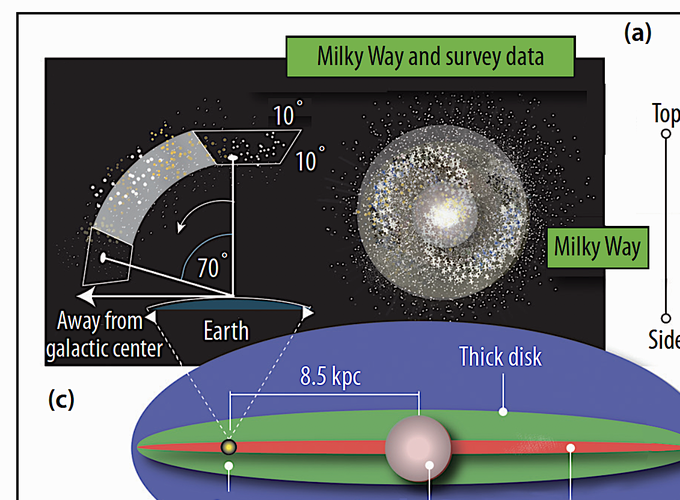 (a)
Milky Way and survey data
Top
10°
10°
Milky Way
70°
Away from
galactic center
Earth
Side
Thick disk
8.5 kpc
(c)